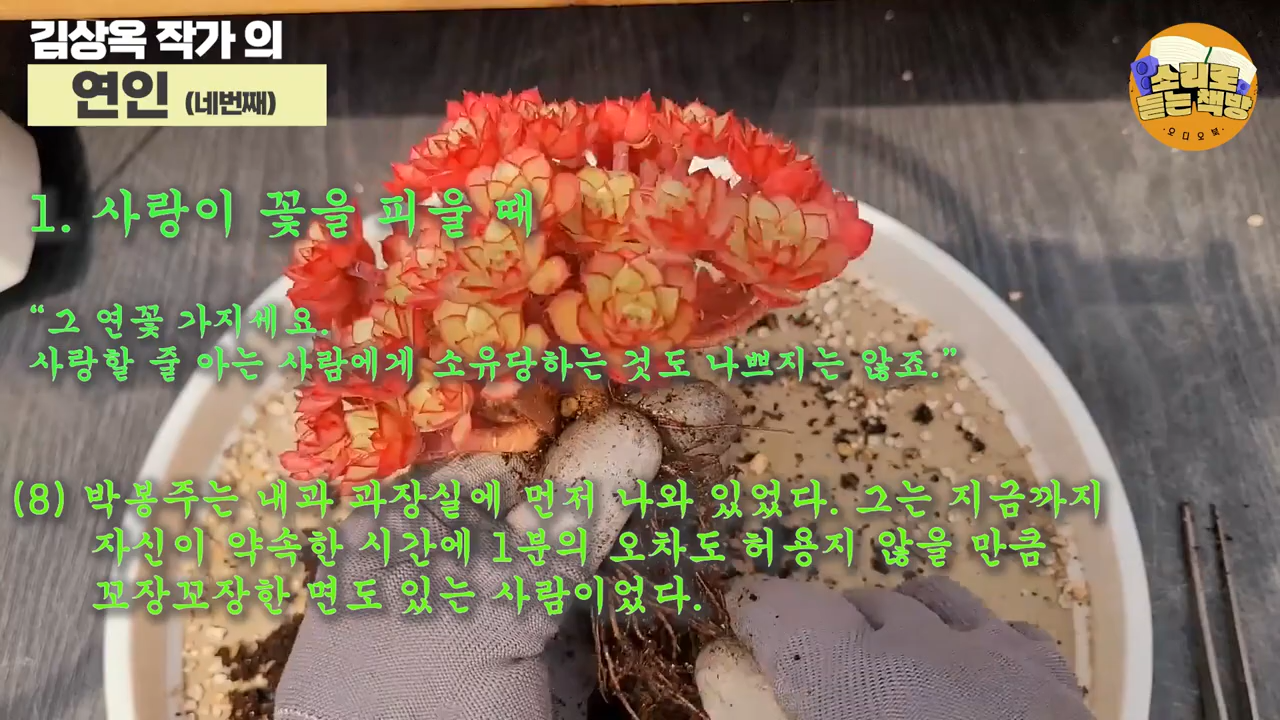 김상옥 작가 의
연인 (네번째)
소리로
듣는 책방
·오디오북·
1. 사랑이 꽃을 피울 때
“그 연꽃 가지세요.
사랑할 줄 아는 사람에게 소유당하는 것도 나쁘지는 않죠.”
(8) 박봉주는 내과 과장실에 먼저 나와 있었다. 그는 지금까지
자신이 약속한 시간에 1분의 오차도 허용지 않을 만큼
꼬장꼬장한 면도 있는 사람이었다.